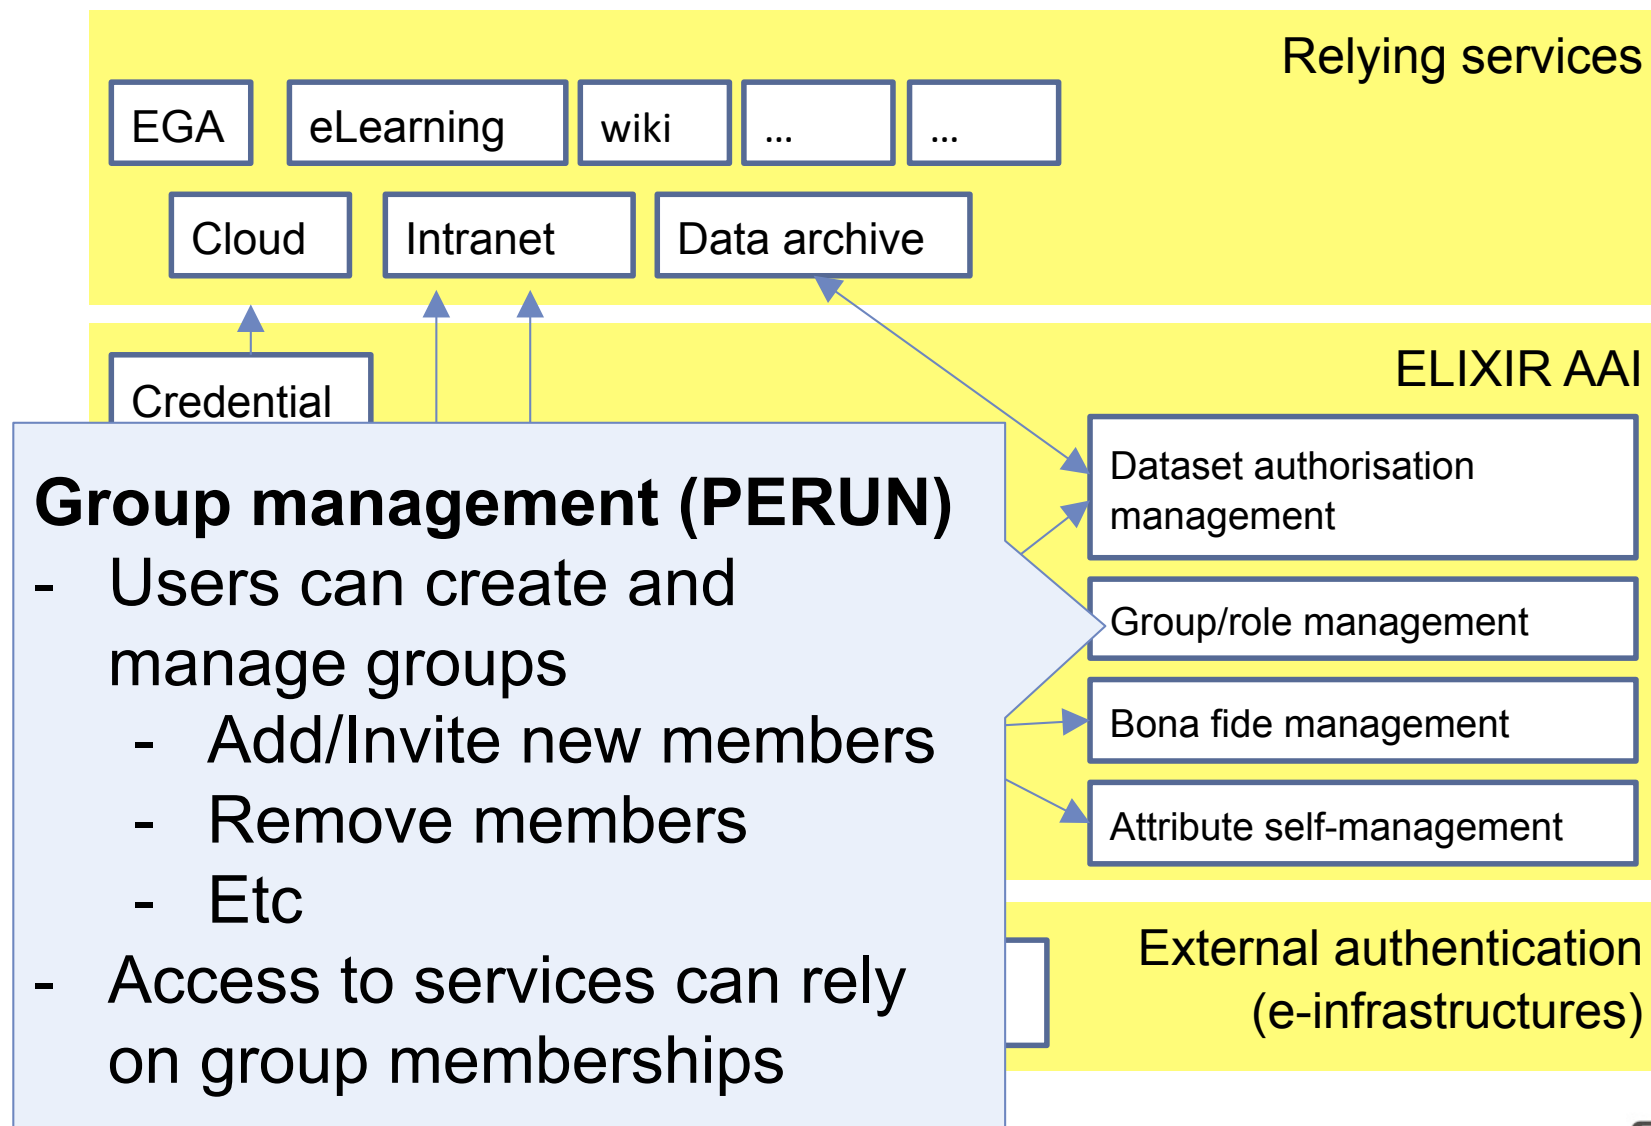 Relying services
EGA
eLearning
wiki
...
...
Cloud
Intranet
Data archive
ELIXIR AAI
Credential
Dataset authorisation
management
Group/role management
Bona fide management
Attribute self-management
Group management (PERUN)
- Users can create and
manage groups
- Add/Invite new members
- Remove members
- Etc
- Access to services can rely
on group memberships
External authentication
(e-infrastructures)